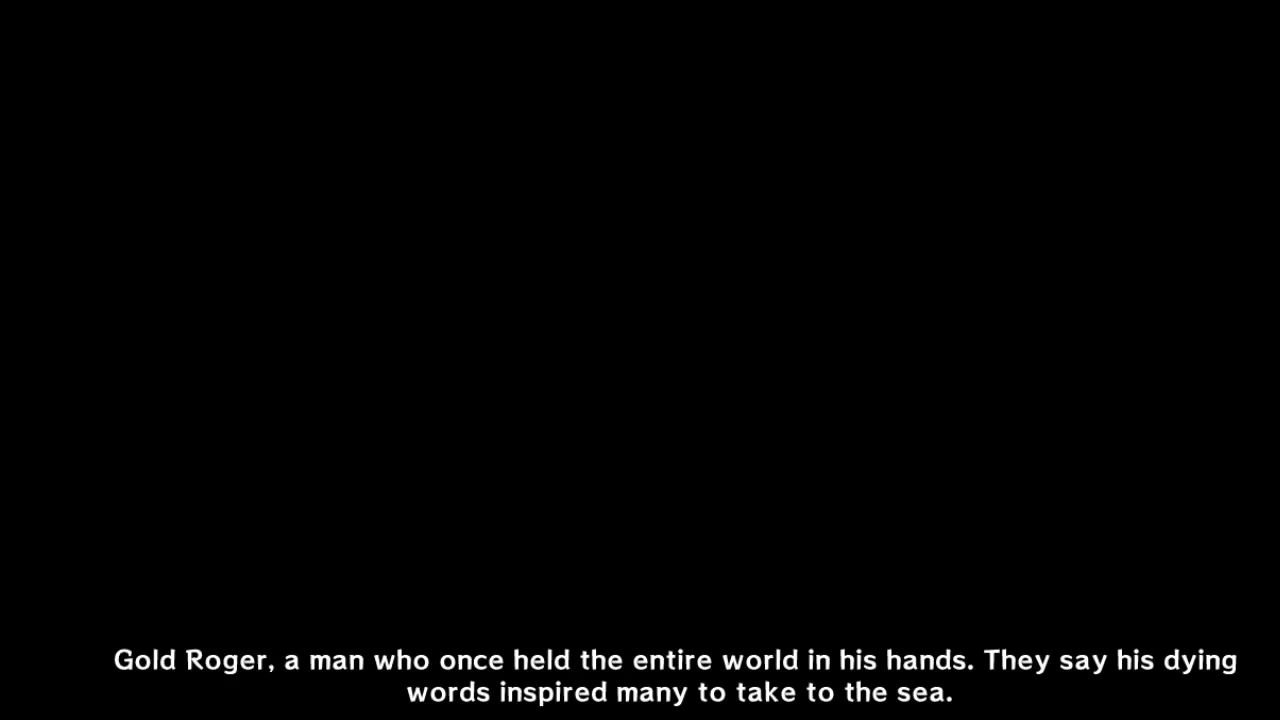 Gold Roger, a man who once held the entire world in his hands. They say his dying
words inspired many to take to the sea.